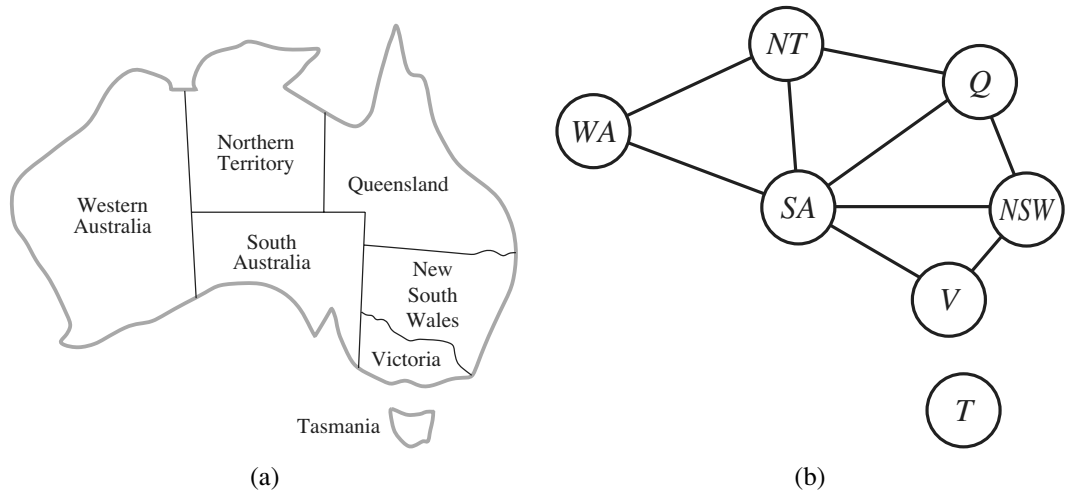 Northern
Territory
Western
Australia
Queensland
South
Australia
New
South
Wales
Victoria
Tasmania
(a)
NT
Q
WA
SA
NSW
V
T
(b)